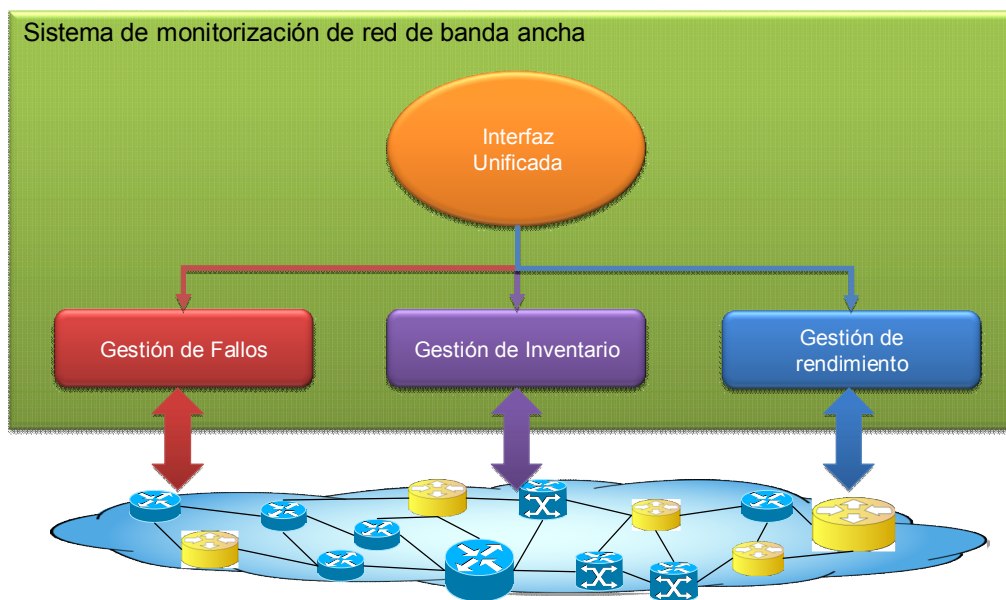 Sistema de monitorización de red de banda ancha
Interfaz
Unificada
Gestión de Fallos
Gestión de Inventario
Gestión de
rendimiento